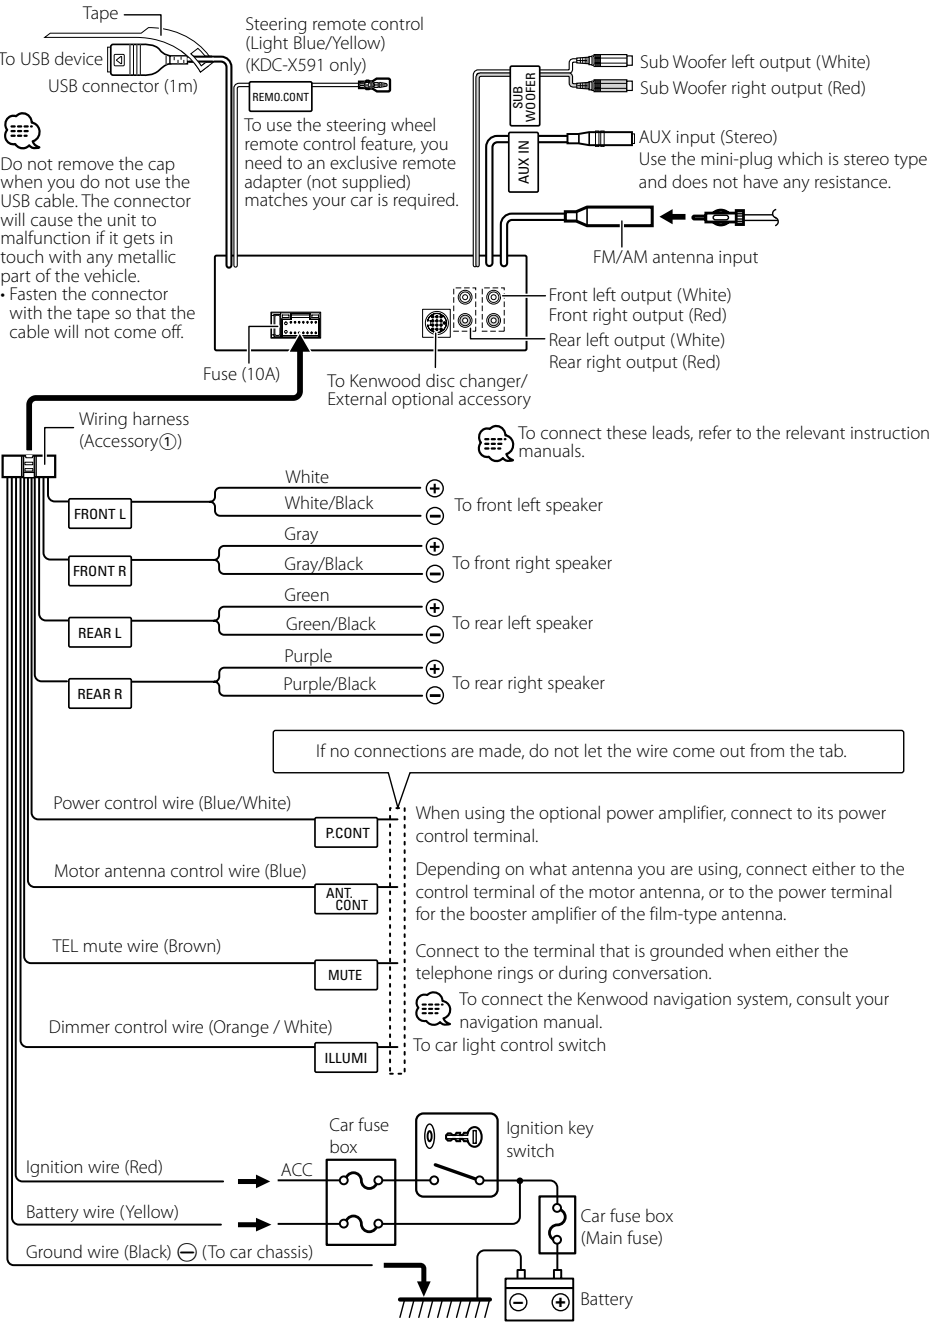 Tape
To USB device
USB connector (1m)
Steering remote control
(Light Blue/Yellow)
(KDC-X591 only)
REMO.CONT
To use the steering wheel
remote control feature, you
need to an exclusive remote
adapter (not supplied)
matches your car is required.
Do not remove the cap
when you do not use the
USB cable. The connector
will cause the unit to
malfunction if it gets in
touch with any metallic
part of the vehicle.
• Fasten the connector
with the tape so that the
cable will not come off.
SUB
WOOFER
Sub Woofer left output (White)
Sub Woofer right output (Red)
AUX IN
AUX input (Stereo)
Use the mini-plug which is stereo type
and does not have any resistance.
FM/AM antenna input
Front left output (White)
Front right output (Red)
Rear left output (White)
Rear right output (Red)
Fuse (10A)
To Kenwood disc changer/
External optional accessory
Wiring harness
(Accessory①)
To connect these leads, refer to the relevant instruction
manuals.
FRONT L
White
White/Black
⊕
⊖
To front left speaker
FRONT R
Gray
Gray/Black
⊕
⊖
To front right speaker
REAR L
Green
Green/Black
⊕
⊖
To rear left speaker
REAR R
Purple
Purple/Black
⊕
⊖
To rear right speaker
If no connections are made, do not let the wire come out from the tab.
Power control wire (Blue/White)
P.CONT
When using the optional power amplifier, connect to its power
control terminal.
Motor antenna control wire (Blue)
ANT.
CONT
Depending on what antenna you are using, connect either to the
control terminal of the motor antenna, or to the power terminal
for the booster amplifier of the film-type antenna.
TEL mute wire (Brown)
MUTE
Connect to the terminal that is grounded when either the
telephone rings or during conversation.
To connect the Kenwood navigation system, consult your
navigation manual.
Dimmer control wire (Orange / White)
ILLUMI
To car light control switch
Car fuse
box
Ignition key
switch
Ignition wire (Red)
ACC
Battery wire (Yellow)
Car fuse box
(Main fuse)
Ground wire (Black) ⊖ (To car chassis)
⊖ ⊕
Battery